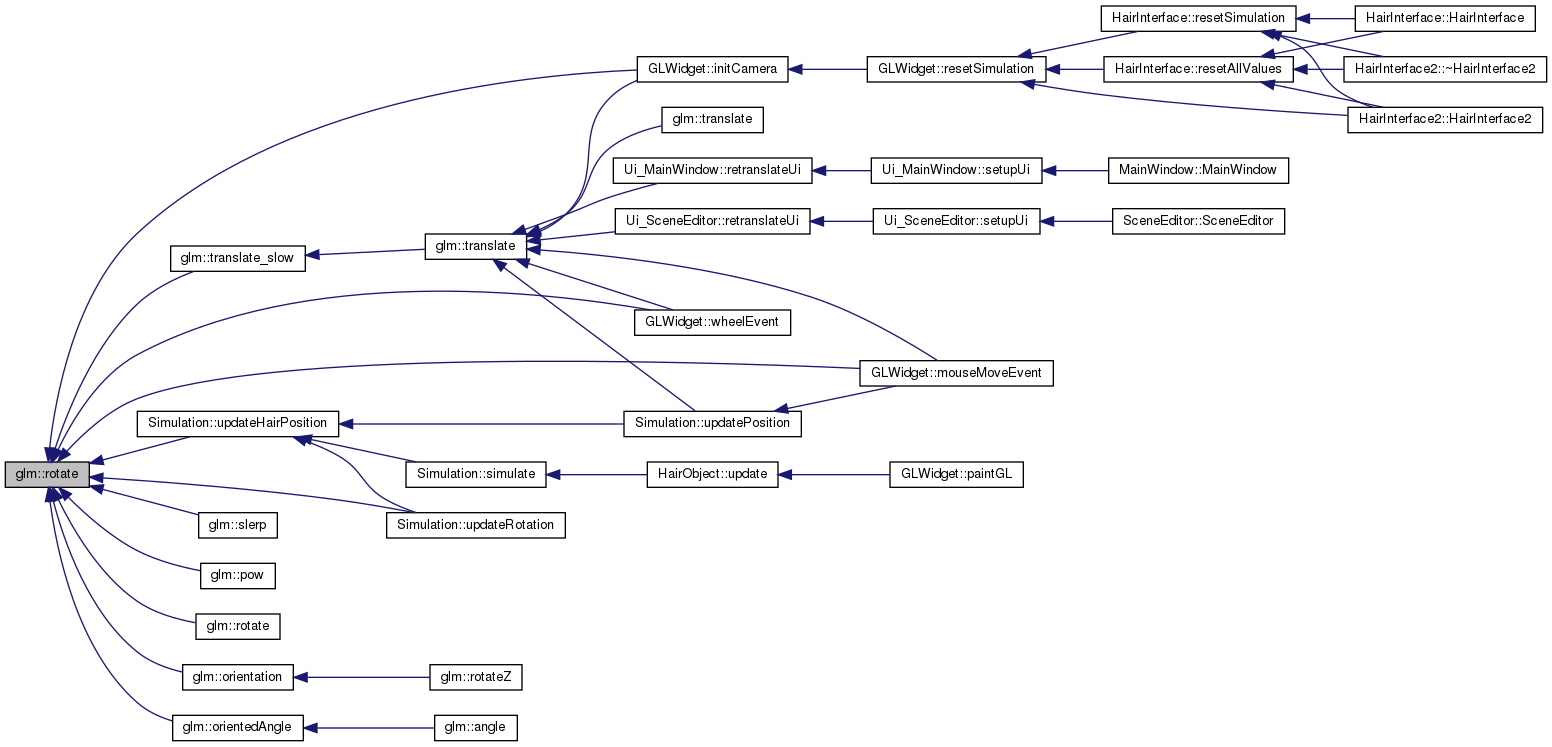 HairInterface::resetSimulation
HairInterface::HairInterface
GLWidget::initCamera
GLWidget::resetSimulation
HairInterface::resetAllValues
HairInterface2::~HairInterface2
glm::translate
HairInterface2::HairInterface2
Ui_MainWindow::retranslateUi
Ui_MainWindow::setupUi
MainWindow::MainWindow
Ui_SceneEditor::retranslateUi
Ui_SceneEditor::setupUi
SceneEditor::SceneEditor
glm::translate
glm::translate_slow
GLWidget::wheelEvent
GLWidget::mouseMoveEvent
Simulation::updateHairPosition
Simulation::updatePosition
glm::rotate
Simulation::simulate
HairObject::update
GLWidget::paintGL
glm::slerp
Simulation::updateRotation
glm::pow
glm::rotate
glm::orientation
glm::rotateZ
glm::orientedAngle
glm::angle